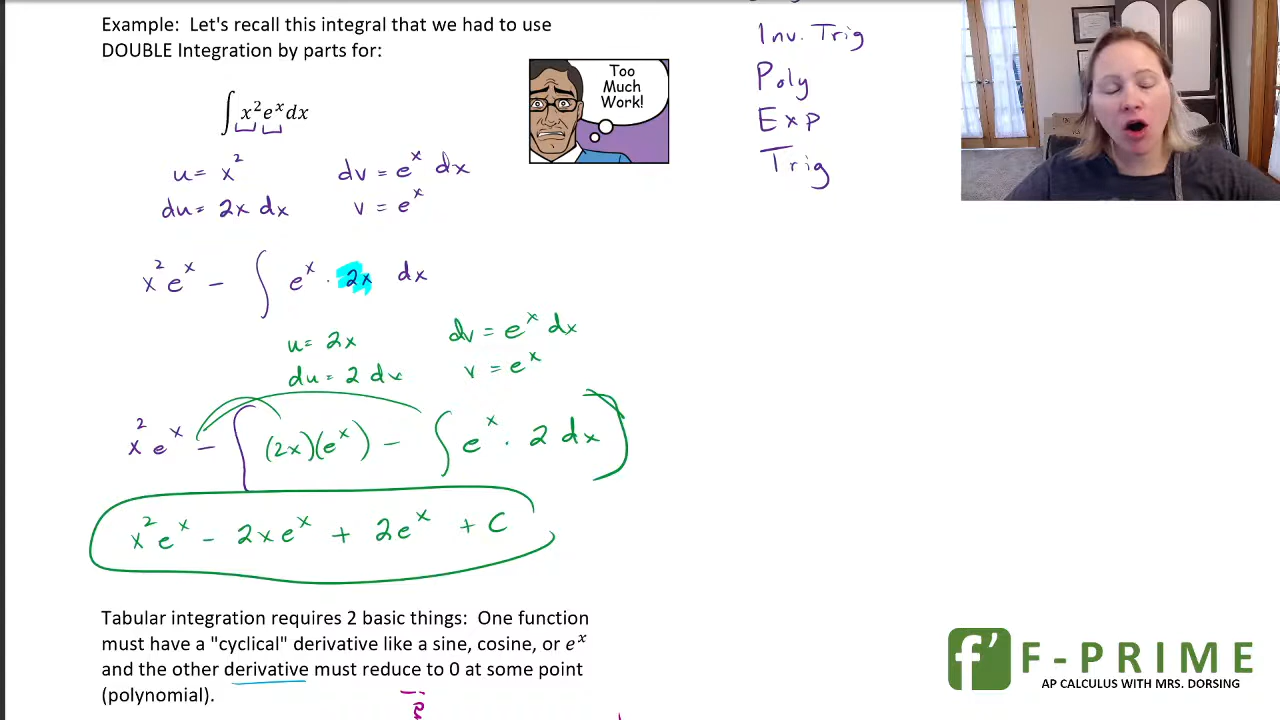 Example: Let's recall this integral that we had to use
DOUBLE Integration by parts for:
∫ x²eˣdx
Too
Much
Work!
u = x² dv = eˣ dx
du = 2x dx v = eˣ
x²eˣ − ∫ eˣ · 2x dx
u = 2x dv = eˣ dx
du = 2 dx v = eˣ
x²eˣ − [(2x)(eˣ) − ∫ eˣ · 2 dx]
x²eˣ − 2xeˣ + 2eˣ + C
Tabular integration requires 2 basic things: One function
must have a "cyclical" derivative like a sine, cosine, or eˣ
and the other derivative must reduce to 0 at some point
(polynomial).
Inv. Trig
Poly
Exp
Trig
f'
F-PRIME
AP CALCULUS WITH MRS. DORSING